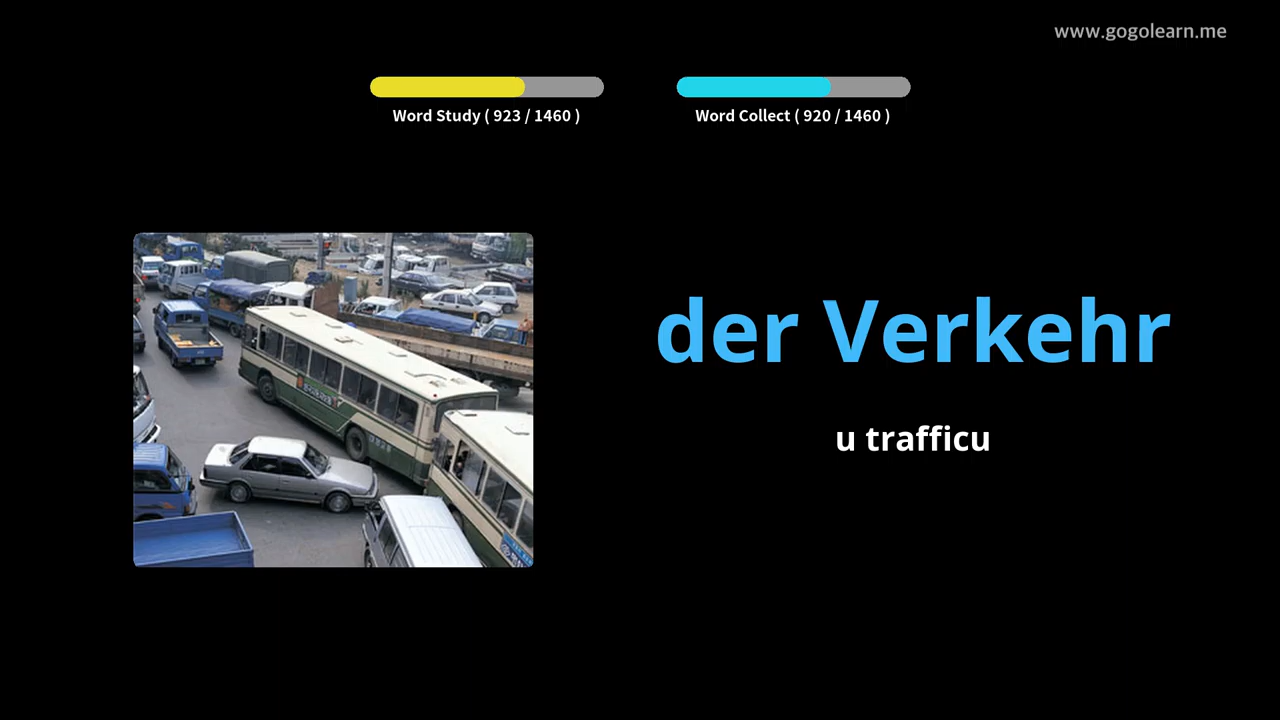 www.gogolearn.me
Word Study ( 923 / 1460 )
Word Collect ( 920 / 1460 )
der Verkehr
u trafficu